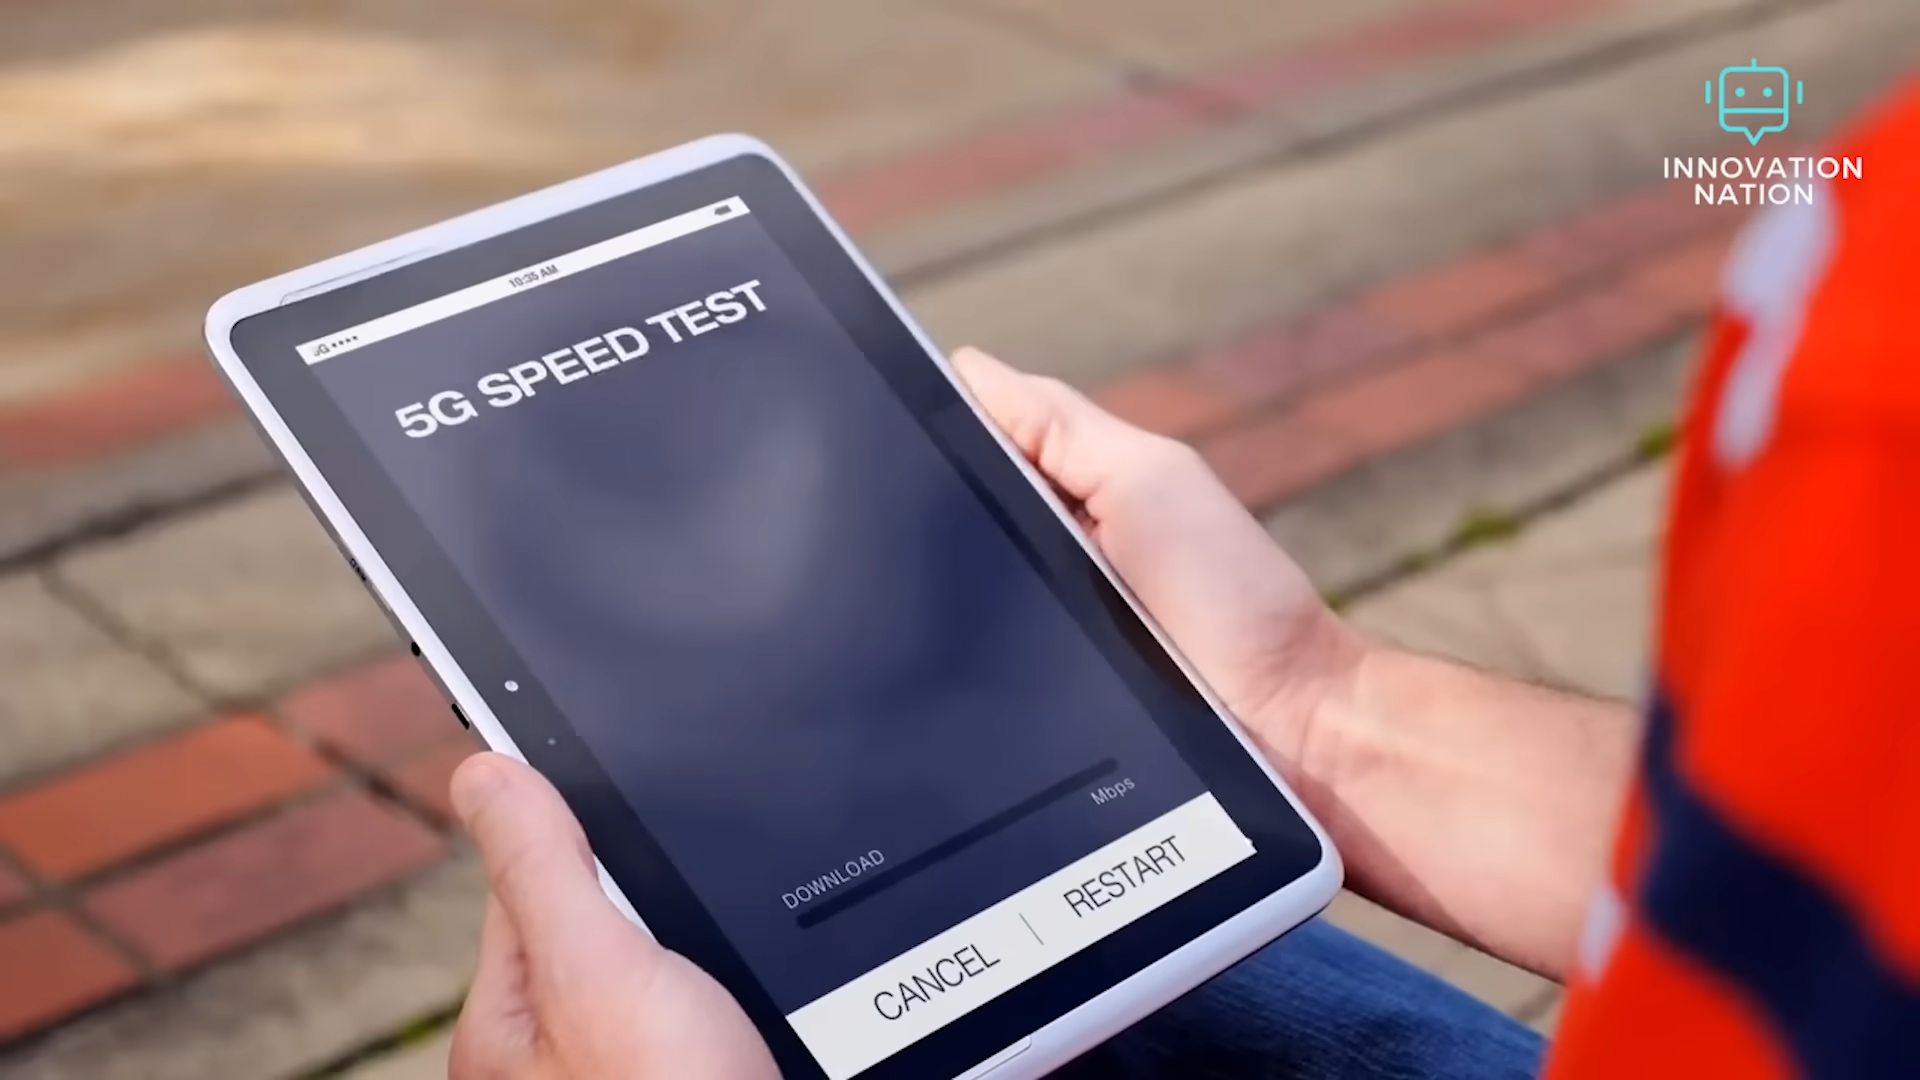 INNOVATION
NATION
5G
10:35 AM
5G SPEED TEST
DOWNLOAD
Mbps
CANCEL
RESTART